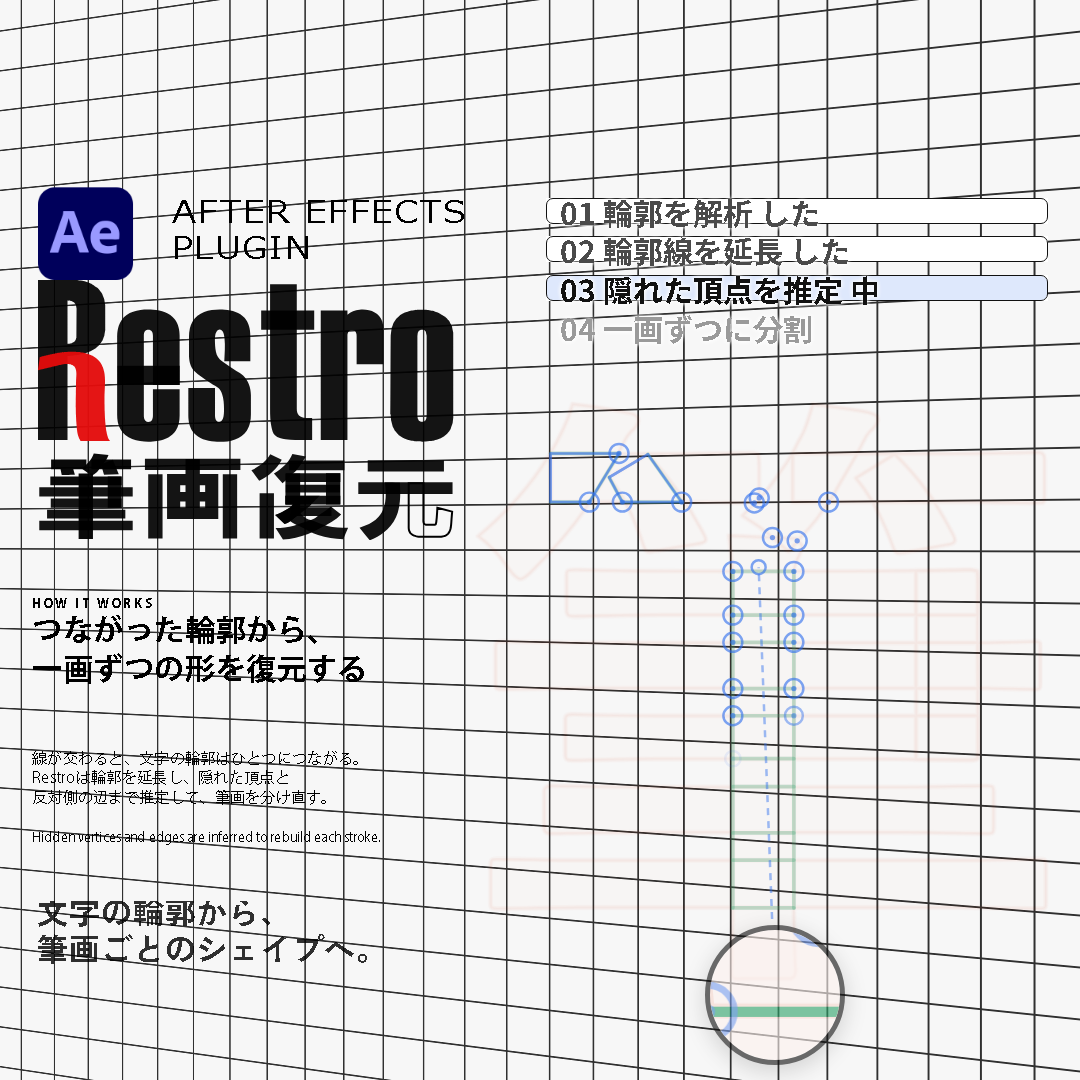 Ae
AFTER EFFECTS
PLUGIN
Restro
筆画復元
HOW IT WORKS
つながった輪郭から、
一画ずつの形を復元する
線が交わると、文字の輪郭はひとつにつながる。
Restroは輪郭を延長し、隠れた頂点と
反対側の辺まで推定して、筆画を分け直す。
Hidden vertices and edges are inferred to rebuild each stroke.
文字の輪郭から、
筆画ごとのシェイプへ。
01 輪郭を解析 した
02 輪郭線を延長 した
03 隠れた頂点を推定 中
04 一画ずつに分割
筆